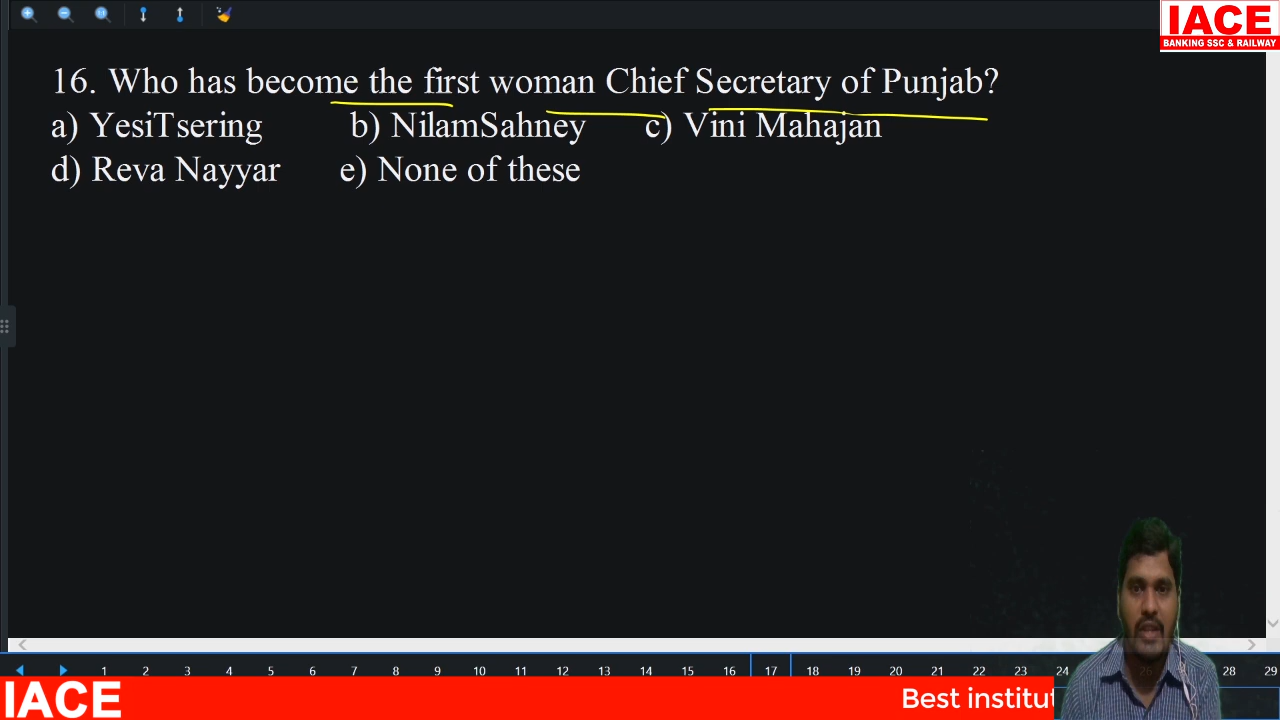 IACE
BANKING SSC & RAILWAY
16. Who has become the first woman Chief Secretary of Punjab?
a) YesiTsering b) NilamSahney c) Vini Mahajan
d) Reva Nayyar e) None of these
1 2 3 4 5 6 7 8 9 10 11 12 13 14 15 16 17 18 19 20 21 22 23 24 26 28 29
IACE
Best institut